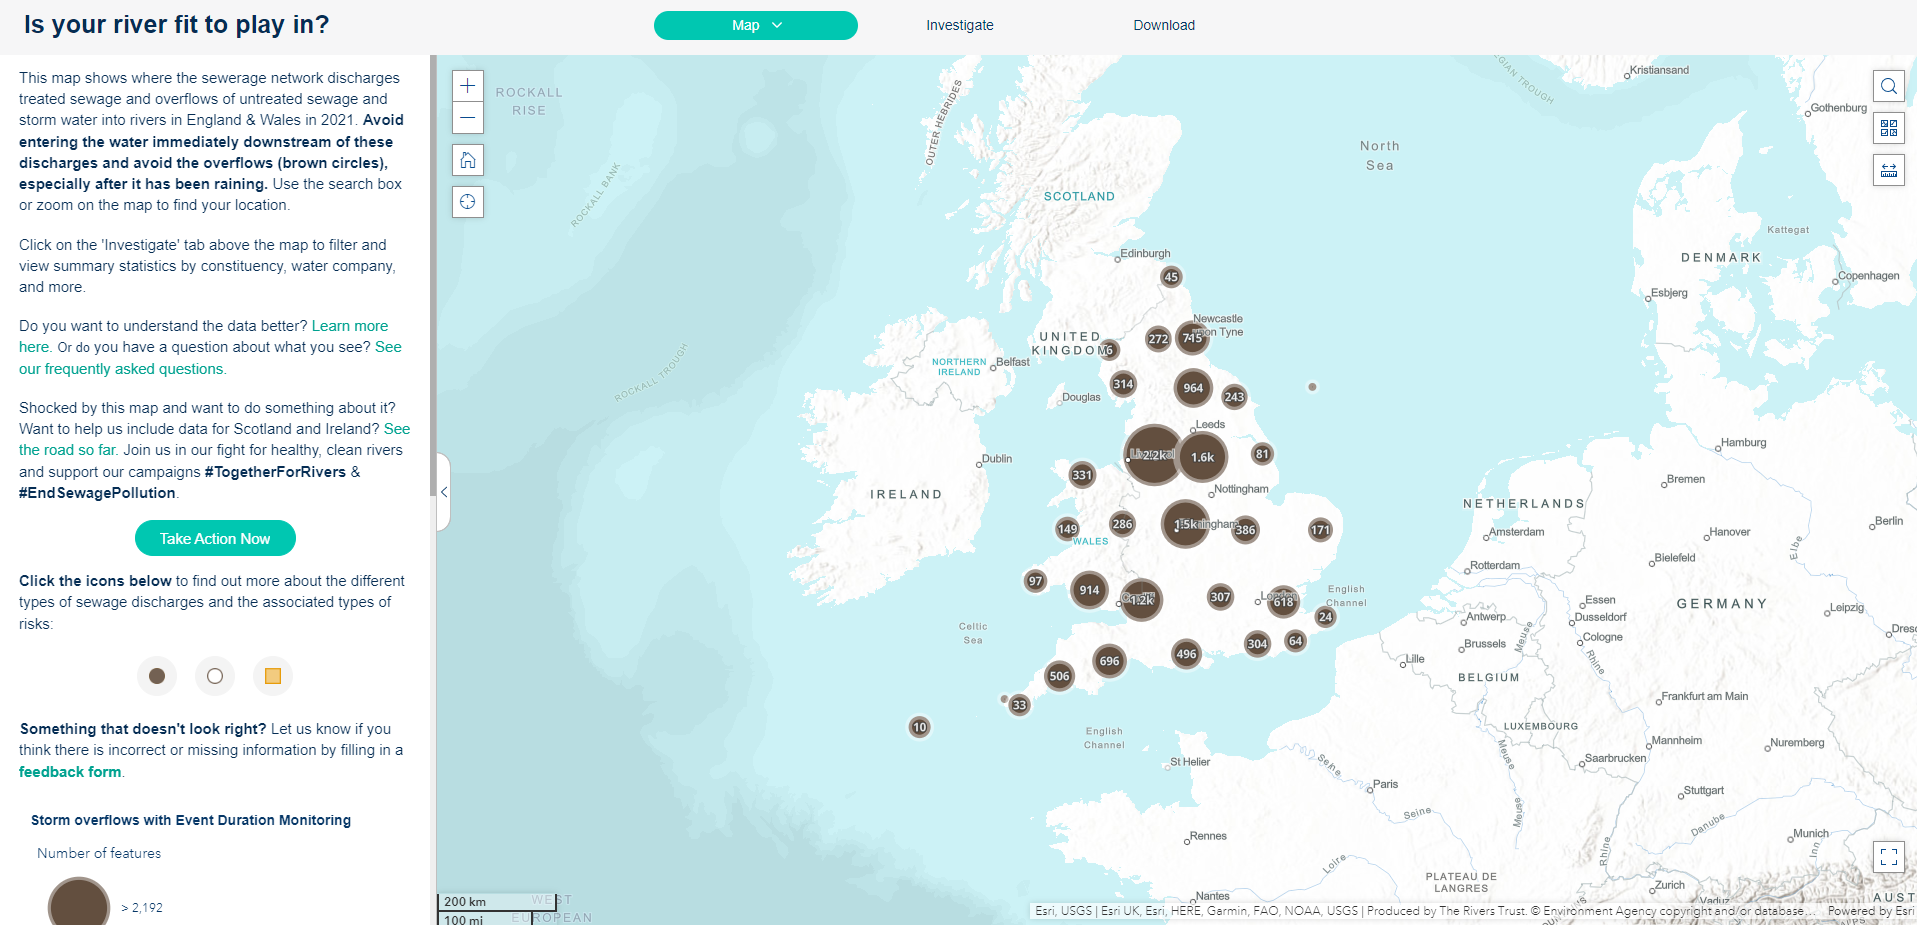 Is your river fit to play in?
Map
Investigate
Download
This map shows where the sewerage network discharges
treated sewage and overflows of untreated sewage and
storm water into rivers in England & Wales in 2021. Avoid
entering the water immediately downstream of these
discharges and avoid the overflows (brown circles),
especially after it has been raining. Use the search box
or zoom on the map to find your location.
Click on the 'Investigate' tab above the map to filter and
view summary statistics by constituency, water company,
and more.
Do you want to understand the data better? Learn more
here. Or do you have a question about what you see? See
our frequently asked questions.
Shocked by this map and want to do something about it?
Want to help us include data for Scotland and Ireland? See
the road so far. Join us in our fight for healthy, clean rivers
and support our campaigns #TogetherForRivers &
#EndSewagePollution.
Take Action Now
Click the icons below to find out more about the different
types of sewage discharges and the associated types of
risks:
Something that doesn't look right? Let us know if you
think there is incorrect or missing information by filling in a
feedback form.
Storm overflows with Event Duration Monitoring
Number of features
> 2,192
ROCKALL
RISE
OUTER HEBRIDES
ROCKALL BANK
ROCKALL TROUGH
SCOTLAND
North
Sea
Kristiansand
Gothenburg
Kattegat
DENMARK
Copenhagen
Esbjerg
Edinburgh
45
Newcastle
upon Tyne
272
745
UNITED
KINGDOM
6
NORTHERN
IRELAND
Belfast
314
964
243
Douglas
Leeds
2.2k
1.6k
81
Dublin
331
Nottingham
IRELAND
149
286
1.5k
386
171
WALES
97
914
1.2k
307
618
24
English
Channel
304
64
496
696
506
33
10
Celtic
Sea
English
Channel
St Helier
Hamburg
Bremen
NETHERLANDS
Amsterdam
Hanover
Berlin
Elbe
Bielefeld
Rotterdam
Essen
GERMANY
Antwerp
Dusseldorf
Leipzig
Brussels
Meuse
Cologne
Dresd
Lille
Rhine
BELGIUM
Frankfurt am Main
LUXEMBOURG
Mannheim
Nuremberg
Meuse
Saarbrucken
Seine
Paris
Stuttgart
Seine
Meuse
Danube
Rennes
Munich
Rhine
Inn
Loire
PLATEAU DE
LANGRES
Zurich
Vaduz
AUST
Nantes
WEST
EUROPEAN
200 km
100 mi
Esri, USGS | Esri UK, Esri, HERE, Garmin, FAO, NOAA, USGS | Produced by The Rivers Trust. © Environment Agency copyright and/or database,... Powered by Esri